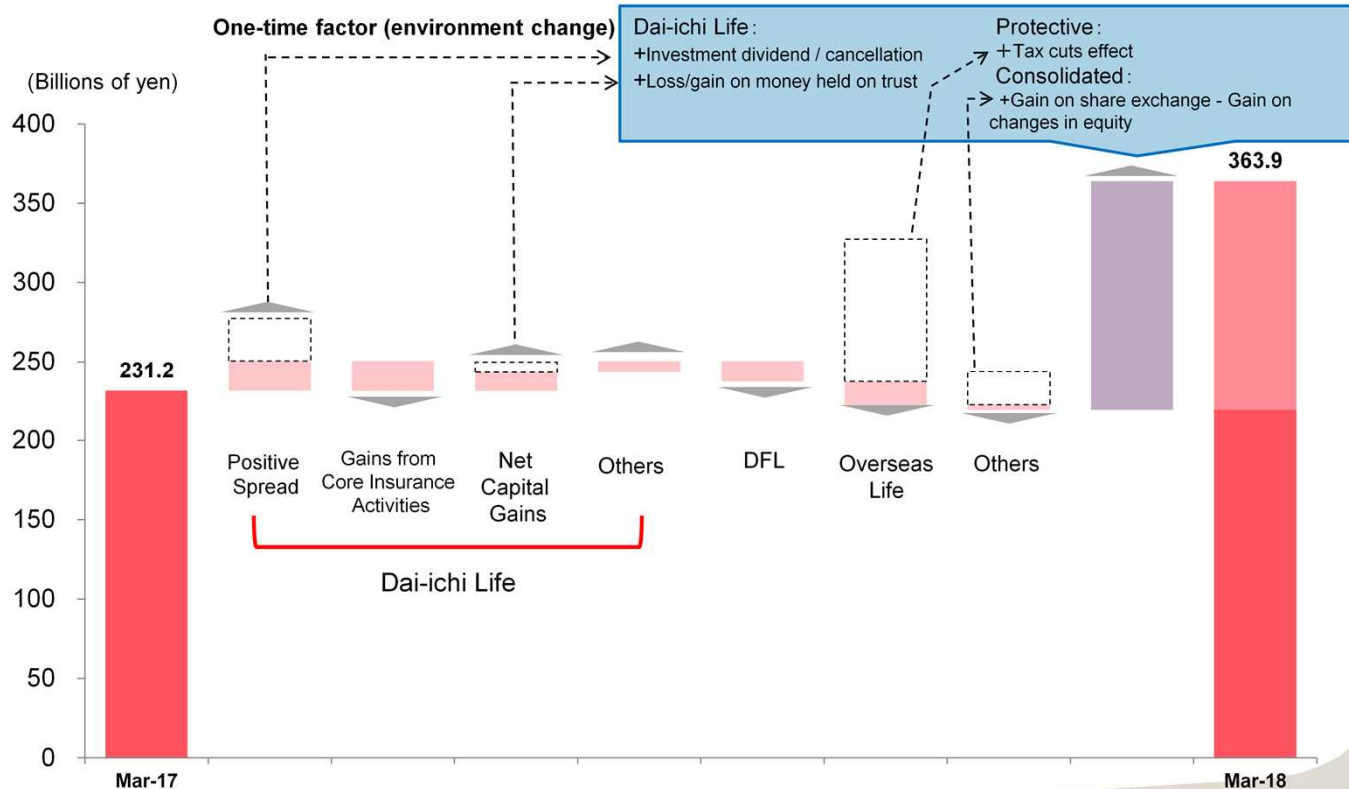 One-time factor (environment change)
Dai-ichi Life:
+Investment dividend / cancellation
+Loss/gain on money held on trust
Protective:
+Tax cuts effect
Consolidated:
+Gain on share exchange - Gain on
changes in equity
(Billions of yen)
400
350
300
250
200
150
100
50
0
231.2
363.9
Positive
Spread
Gains from
Core Insurance
Activities
Net
Capital
Gains
Others
DFL
Overseas
Life
Others
Dai-ichi Life
Mar-17
Mar-18